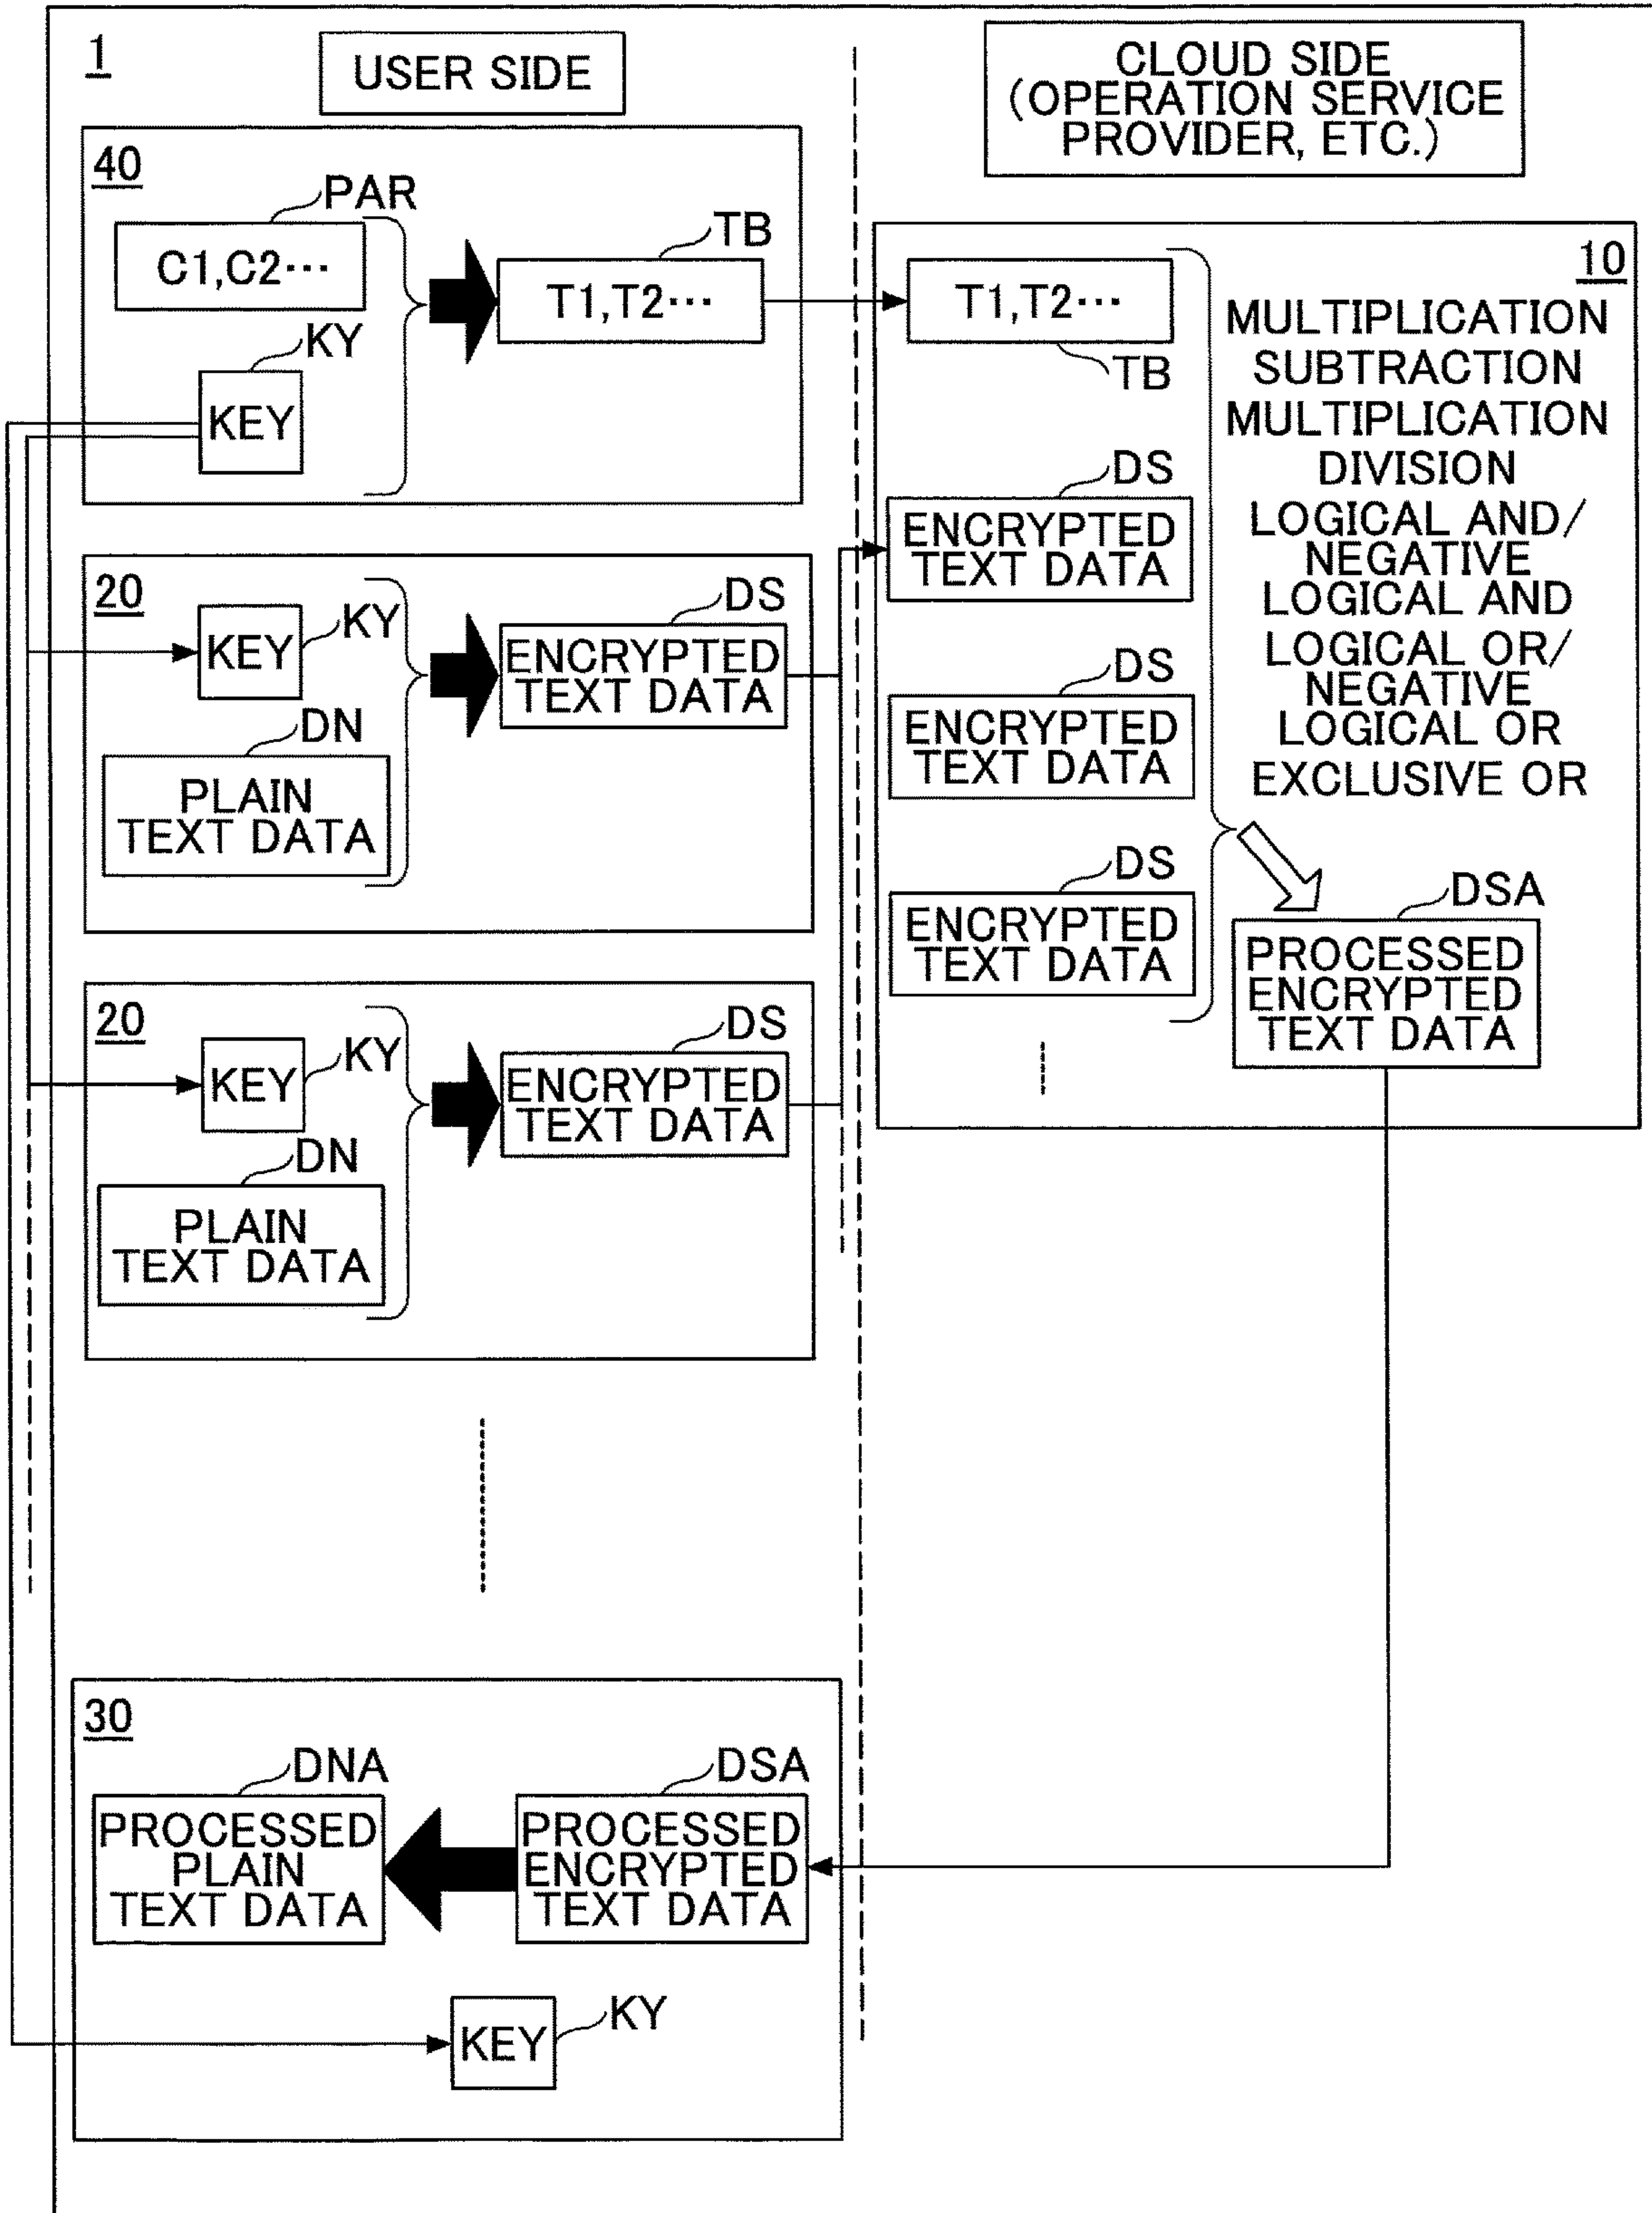 1
USER SIDE
CLOUD SIDE
(OPERATION SERVICE
PROVIDER, ETC.)
40
PAR
C1,C2···
KY
KEY
TB
T1,T2···
20
KEY
KY
DN
PLAIN
TEXT DATA
DS
ENCRYPTED
TEXT DATA
20
KEY
KY
DN
PLAIN
TEXT DATA
DS
ENCRYPTED
TEXT DATA
10
T1,T2···
TB
DS
ENCRYPTED
TEXT DATA
DS
ENCRYPTED
TEXT DATA
DS
ENCRYPTED
TEXT DATA
MULTIPLICATION
SUBTRACTION
MULTIPLICATION
DIVISION
LOGICAL AND/
NEGATIVE
LOGICAL AND
LOGICAL OR/
NEGATIVE
LOGICAL OR
EXCLUSIVE OR
DSA
PROCESSED
ENCRYPTED
TEXT DATA
30
DNA
PROCESSED
PLAIN
TEXT DATA
DSA
PROCESSED
ENCRYPTED
TEXT DATA
KEY
KY